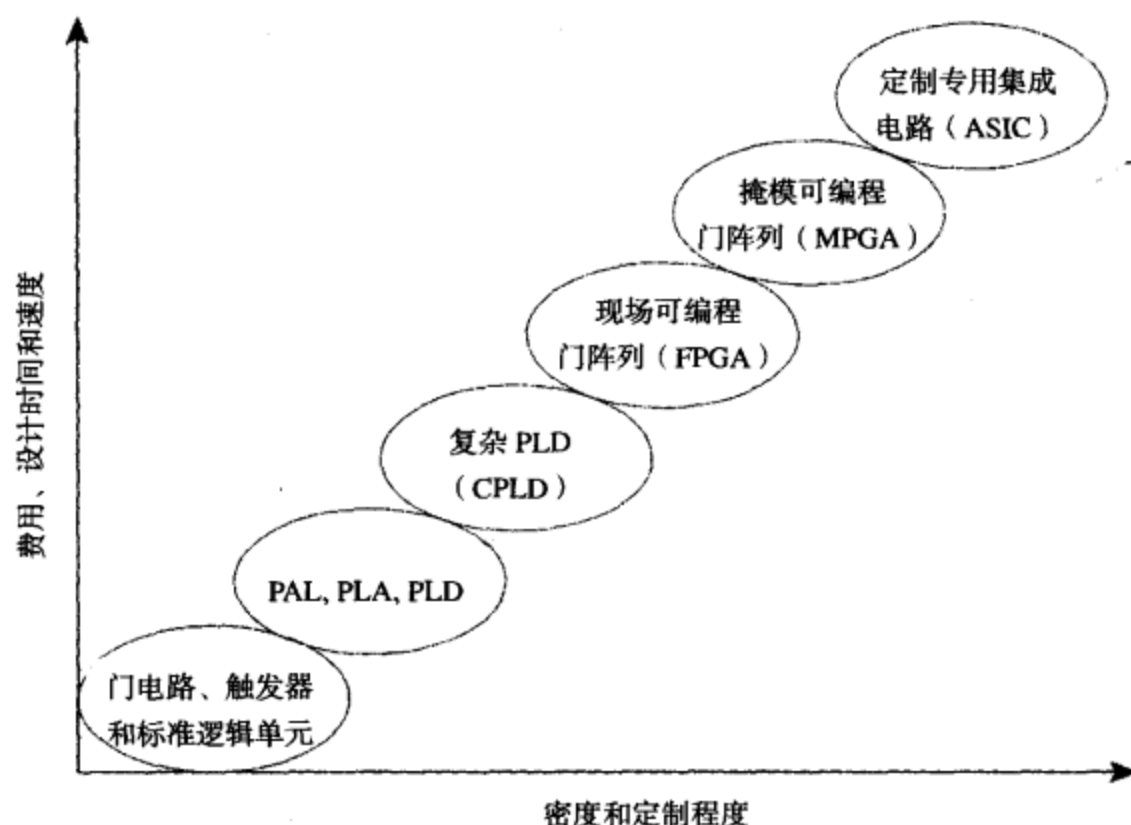 定制专用集成
电路（ASIC）
掩模可编程
门阵列（MPGA）
现场可编程
门阵列（FPGA）
复杂 PLD
（CPLD）
PAL, PLA, PLD
门电路、触发器
和标准逻辑单元
费用、设计时间和速度
密度和定制程度